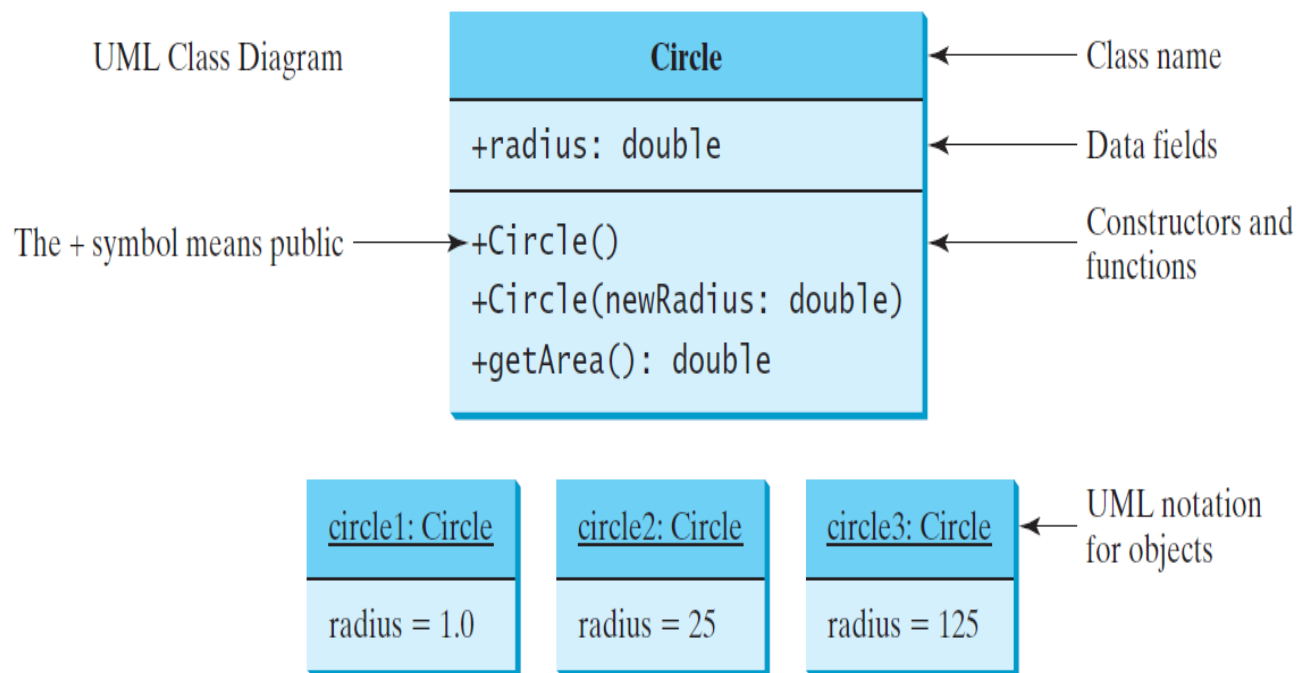 UML Class Diagram
Circle
Class name
+radius: double
Data fields
The + symbol means public
+Circle()
+Circle(newRadius: double)
+getArea(): double
Constructors and
functions
circle1: Circle
radius = 1.0
circle2: Circle
radius = 25
circle3: Circle
radius = 125
UML notation
for objects